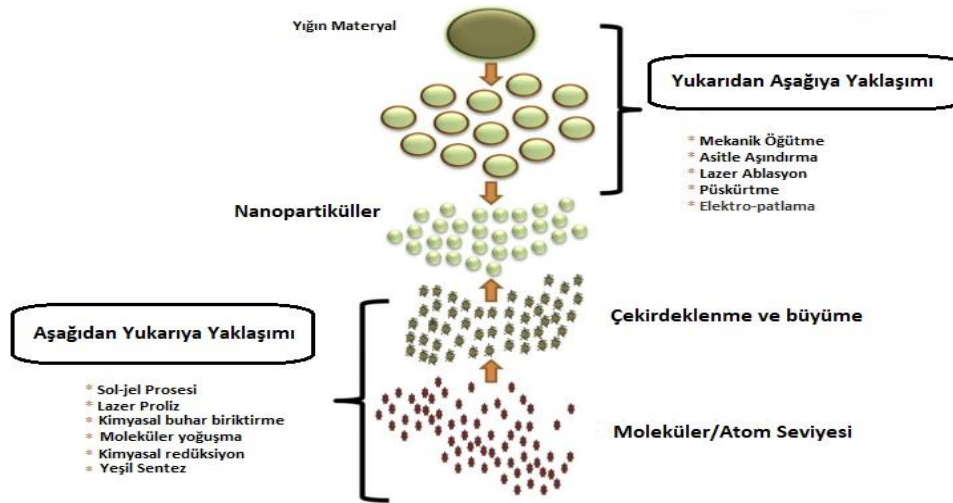 Yığın Materyal
Yukarıdan Aşağıya Yaklaşımı
* Mekanik Öğütme
* Asitle Aşındırma
* Lazer Ablasyon
* Püskürtme
* Elektro-patlama
Nanopartiküller
Çekirdeklenme ve büyüme
Aşağıdan Yukarıya Yaklaşımı
* Sol-jel Prosesi
* Lazer Proliz
* Kimyasal buhar biriktirme
* Moleküler yoğuşma
* Kimyasal redüksiyon
* Yeşil Sentez
Moleküler/Atom Seviyesi